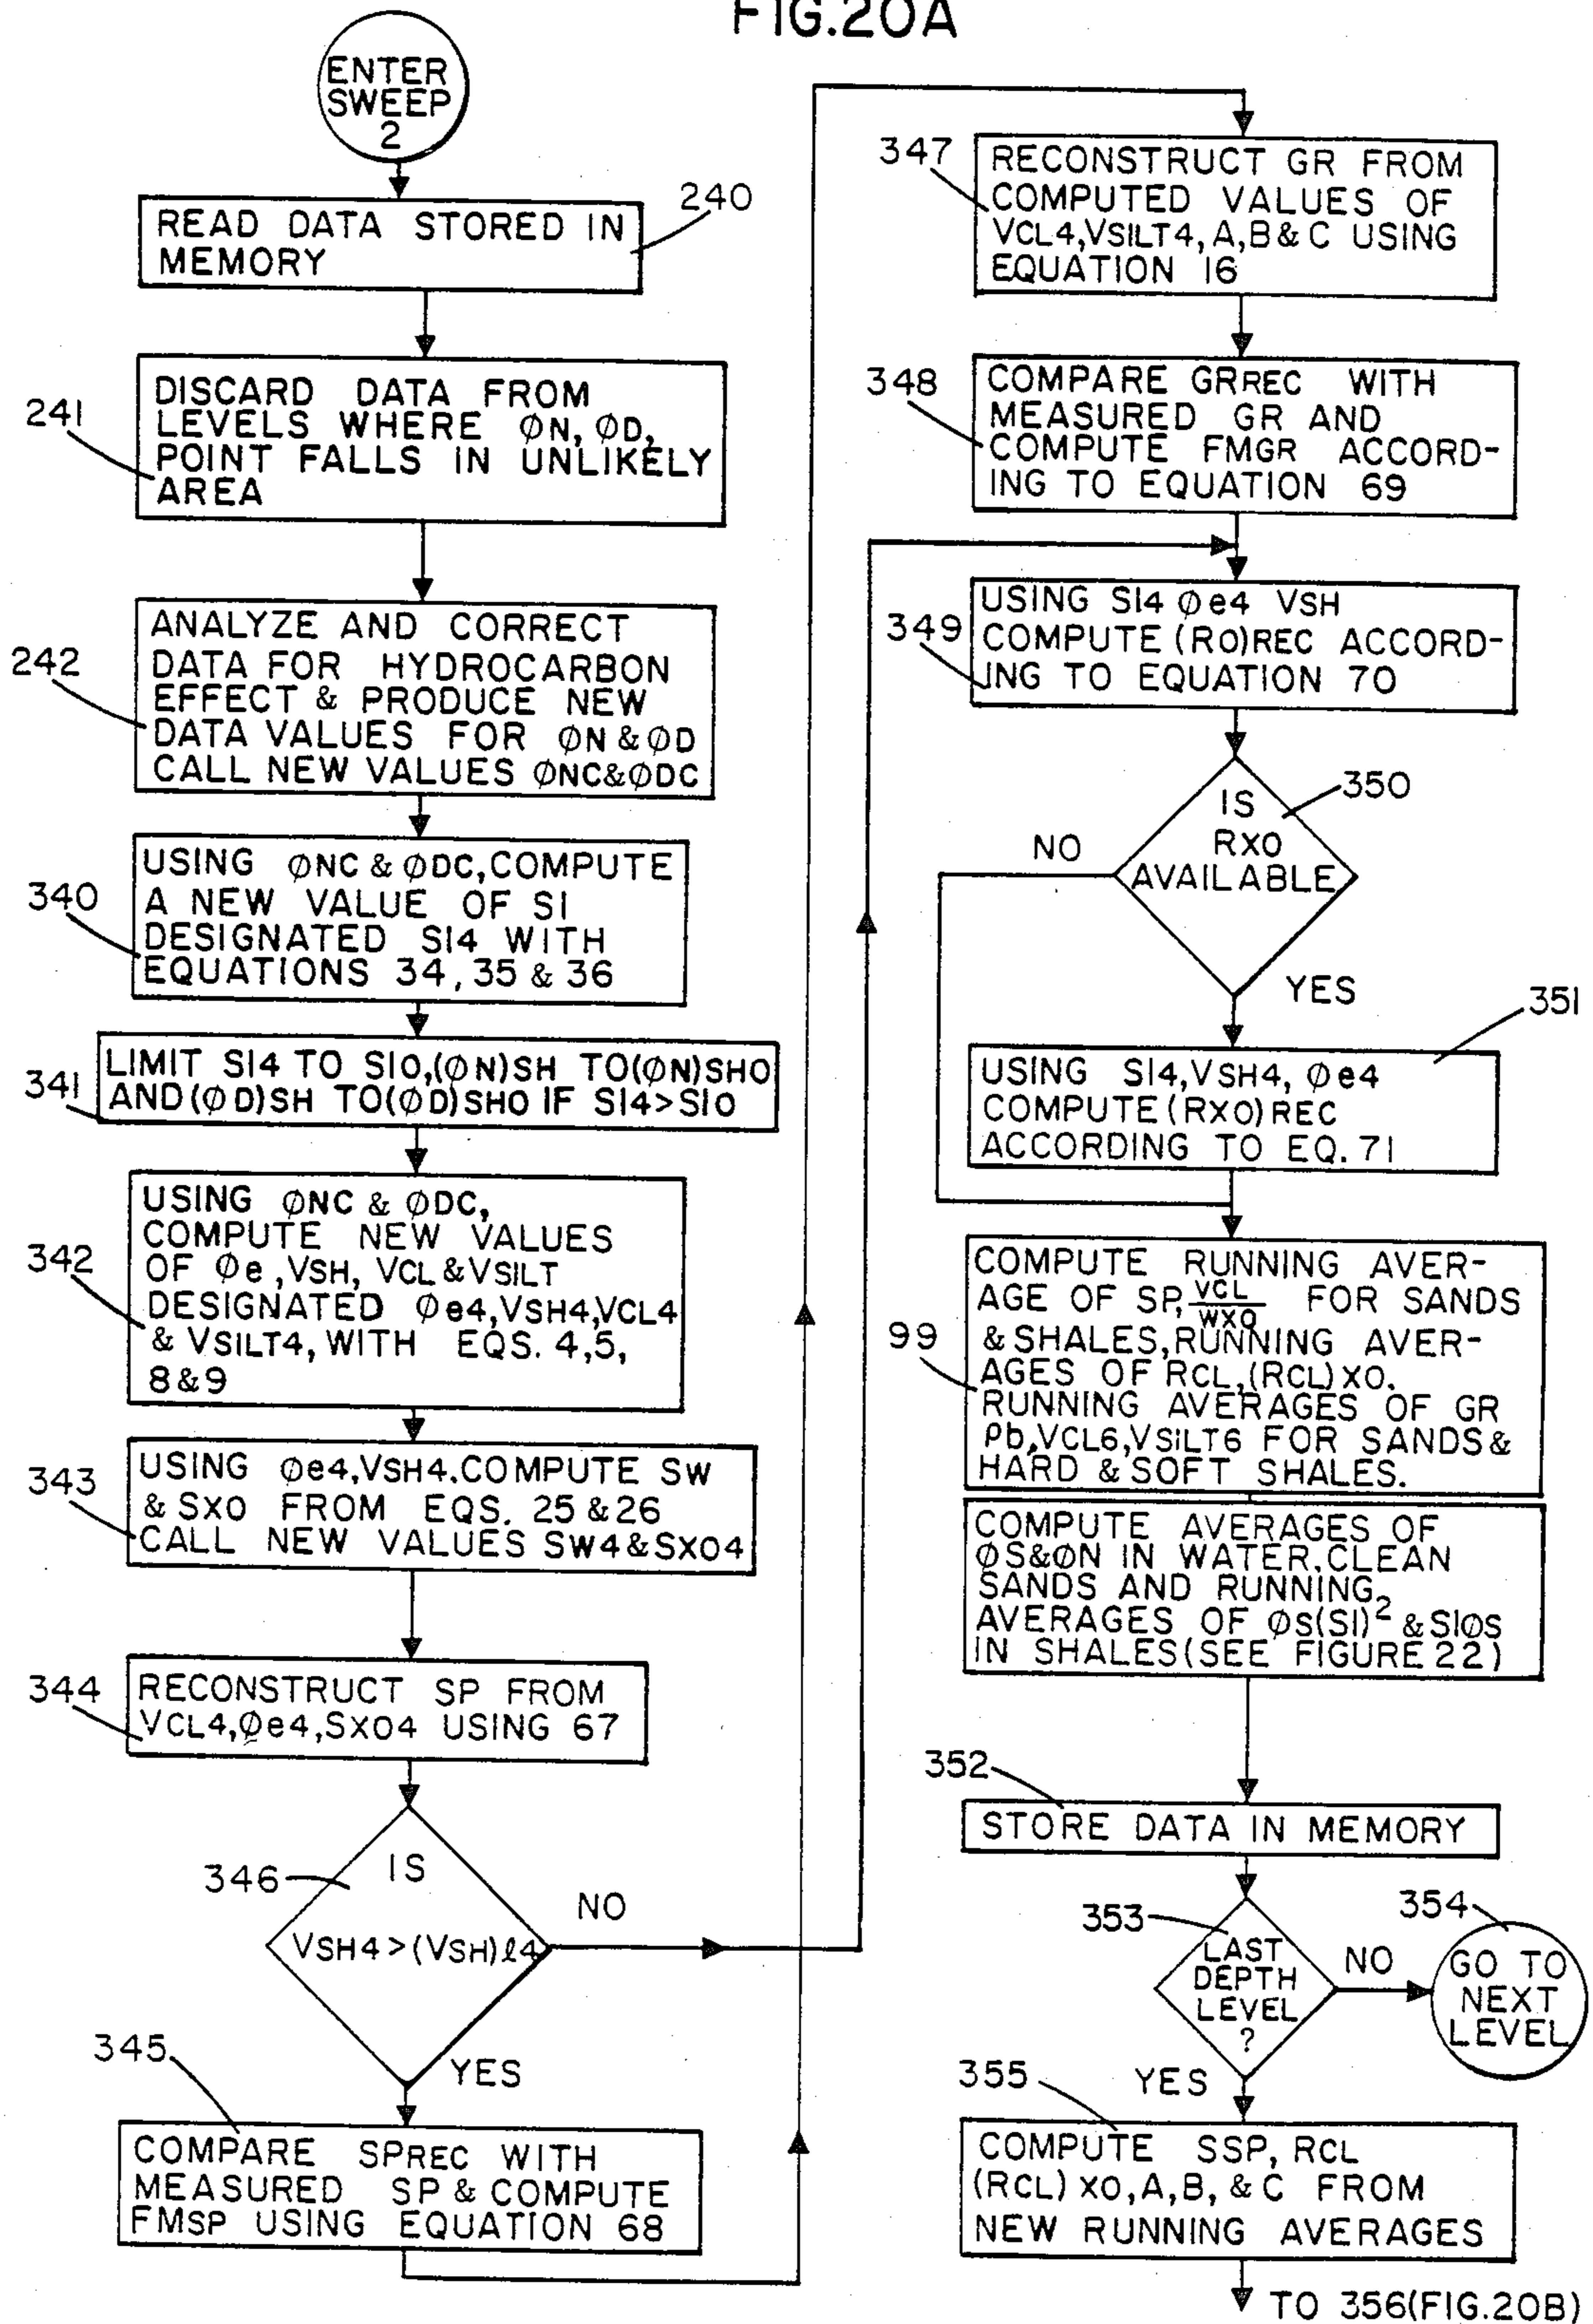 FIG.20A
ENTER
SWEEP
2
240
READ DATA STORED IN
MEMORY
241
DISCARD DATA FROM
LEVELS WHERE ØN, ØD,
POINT FALLS IN UNLIKELY
AREA
242
ANALYZE AND CORRECT
DATA FOR HYDROCARBON
EFFECT & PRODUCE NEW
DATA VALUES FOR ØN & ØD
CALL NEW VALUES ØNC&ØDC
340
USING ØNC & ØDC, COMPUTE
A NEW VALUE OF SI
DESIGNATED SI4 WITH
EQUATIONS 34, 35 & 36
341
LIMIT SI4 TO SIO,(ØN)SH TO(ØN)SHO
AND(ØD)SH TO(ØD)SHO IF SI4>SIO
342
USING ØNC & ØDC,
COMPUTE NEW VALUES
OF Øe, VSH, VCL&VSILT
DESIGNATED Øe4,VSH4,VCL4
& VSILT4, WITH EQS. 4,5,
8&9
343
USING Øe4,VSH4.COMPUTE SW
& SXO FROM EQS. 25 & 26
CALL NEW VALUES SW4&SXO4
344
RECONSTRUCT SP FROM
VCL4,Øe4,SXO4 USING 67
346
IS
VSH4>(VSH)ℓ4
NO
YES
345
COMPARE SPREC WITH
MEASURED SP & COMPUTE
FMSP USING EQUATION 68
347
RECONSTRUCT GR FROM
COMPUTED VALUES OF
VCL4,VSILT4, A,B & C USING
EQUATION 16
348
COMPARE GRREC WITH
MEASURED GR AND
COMPUTE FMGR ACCORD-
ING TO EQUATION 69
349
USING SI4 Øe4 VSH
COMPUTE (RO)REC ACCORD-
ING TO EQUATION 70
350
IS
RXO
AVAILABLE
NO
YES
351
USING SI4,VSH4, Øe4
COMPUTE(RXO)REC
ACCORDING TO EQ.71
99
COMPUTE RUNNING AVER-
AGE OF SP, VCL/WXO FOR SANDS
& SHALES,RUNNING AVER-
AGES OF RCL,(RCL)XO.
RUNNING AVERAGES OF GR
ρb,VCL6,VSILT6 FOR SANDS&
HARD & SOFT SHALES.
COMPUTE AVERAGES OF
ØS&ØN IN WATER,CLEAN
SANDS AND RUNNING
AVERAGES OF ØS(SI)² & SIØS
IN SHALES(SEE FIGURE 22)
352
STORE DATA IN MEMORY
353
LAST
DEPTH
LEVEL
?
NO
354
GO TO
NEXT
LEVEL
YES
355
COMPUTE SSP, RCL
(RCL) XO,A,B, & C FROM
NEW RUNNING AVERAGES
TO 356(FIG.20B)